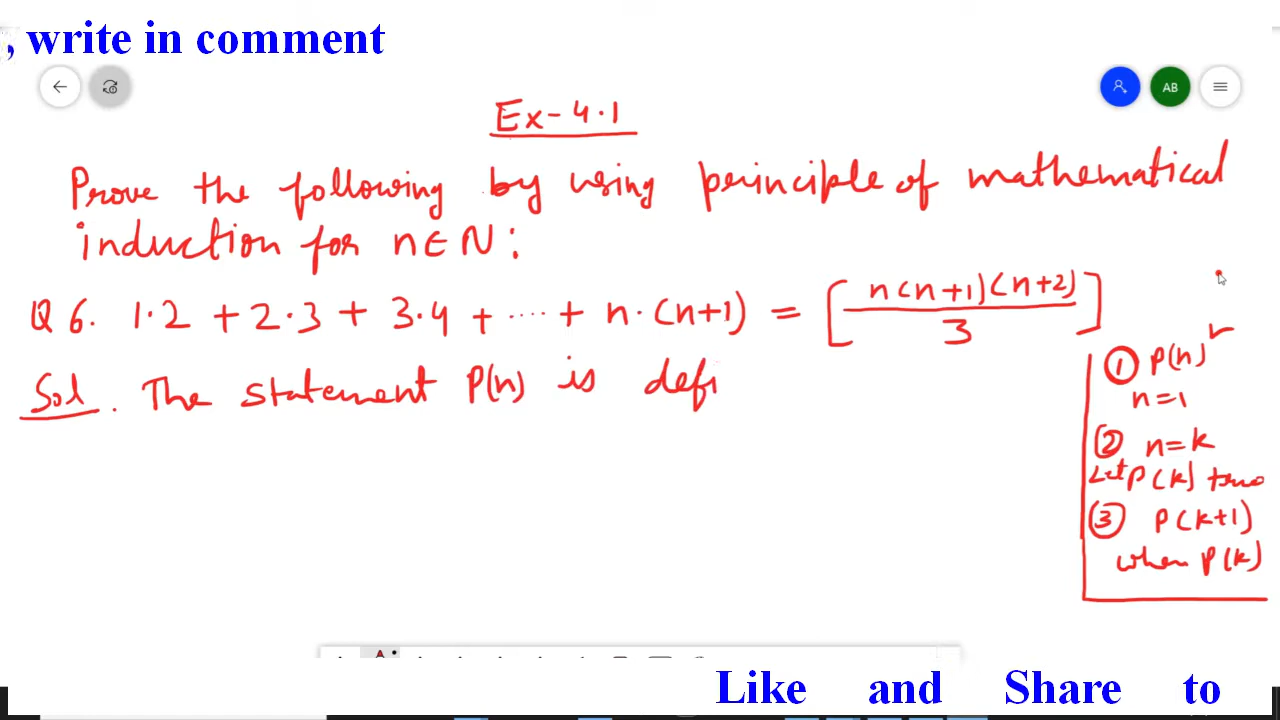 , write in comment
AB
Ex-4.1
Prove the following by using principle of mathematical
induction for n∈N:
Q 6. 1·2 + 2·3 + 3·4 + ···· + n·(n+1) = [n(n+1)(n+2)/3]
Sol. The statement P(n) is defi
① P(n) ✓
n=1
② n=k
Let P(k) true
③ P(k+1)
when P(k)
Like and Share to